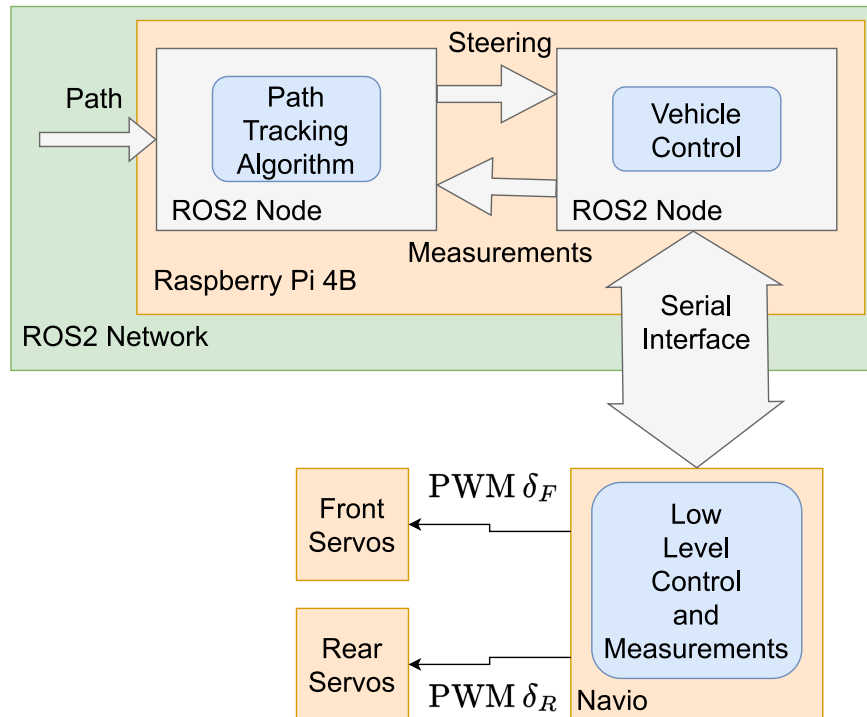 Steering
Path
Path
Tracking
Algorithm
Vehicle
Control
ROS2 Node
ROS2 Node
Measurements
Raspberry Pi 4B
Serial
Interface
ROS2 Network
PWM δ_F
Front
Servos
Low
Level
Control
and
Measurements
Rear
Servos
PWM δ_R
Navio